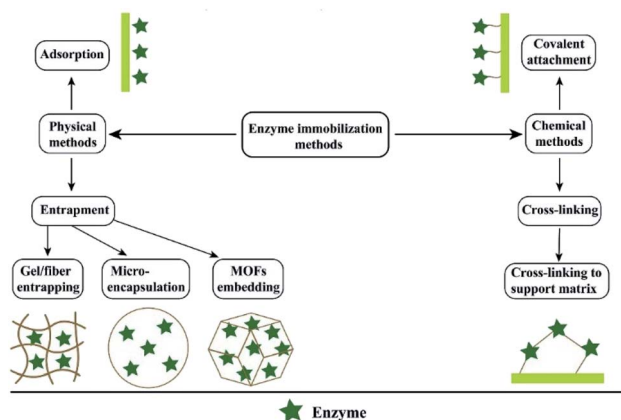 Adsorption
Covalent
attachment
Physical
methods
Enzyme immobilization
methods
Chemical
methods
Entrapment
Cross-linking
Gel/fiber
entrapping
Micro-
encapsulation
MOFs
embedding
Cross-linking to
support matrix
Enzyme